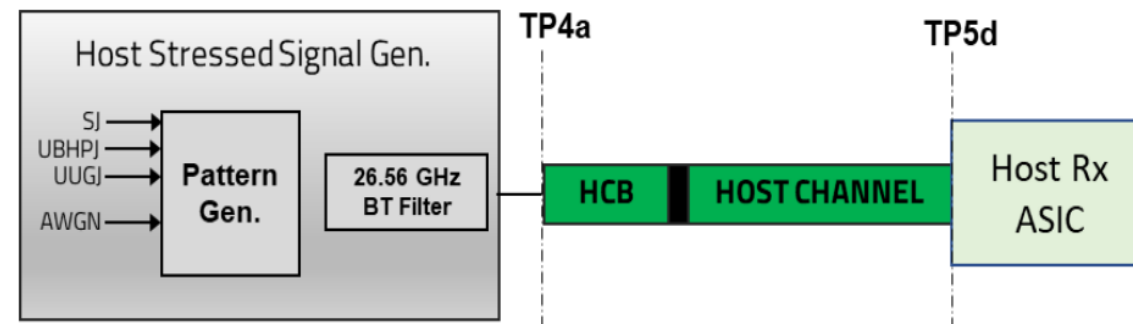 Host Stressed Signal Gen.
SJ
UBHPJ
UUGJ
AWGN
Pattern
Gen.
26.56 GHz
BT Filter
TP4a
HCB
HOST CHANNEL
TP5d
Host Rx
ASIC